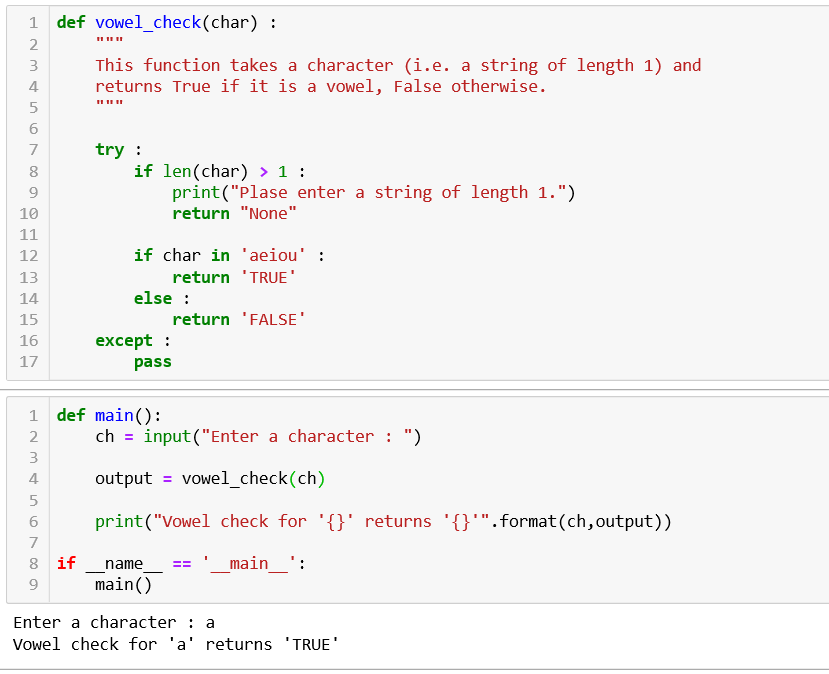 1 def vowel_check(char) :
2     """
3     This function takes a character (i.e. a string of length 1) and
4     returns True if it is a vowel, False otherwise.
5     """
6
7     try :
8         if len(char) > 1 :
9             print("Plase enter a string of length 1.")
10             return "None"
11
12         if char in 'aeiou' :
13             return 'TRUE'
14         else :
15             return 'FALSE'
16     except :
17         pass
1 def main():
2     ch = input("Enter a character : ")
3
4     output = vowel_check(ch)
5
6     print("Vowel check for '{}' returns '{}'".format(ch,output))
7
8 if __name__ == '__main__':
9     main()
Enter a character : a
Vowel check for 'a' returns 'TRUE'